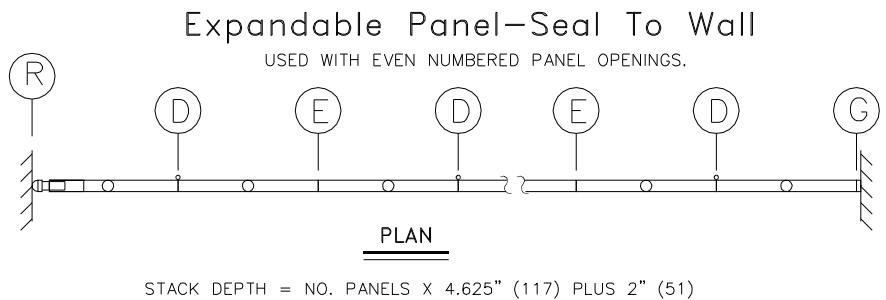 Expandable Panel–Seal To Wall
USED WITH EVEN NUMBERED PANEL OPENINGS.
R
D E D E D G
PLAN
STACK DEPTH = NO. PANELS X 4.625" (117) PLUS 2" (51)